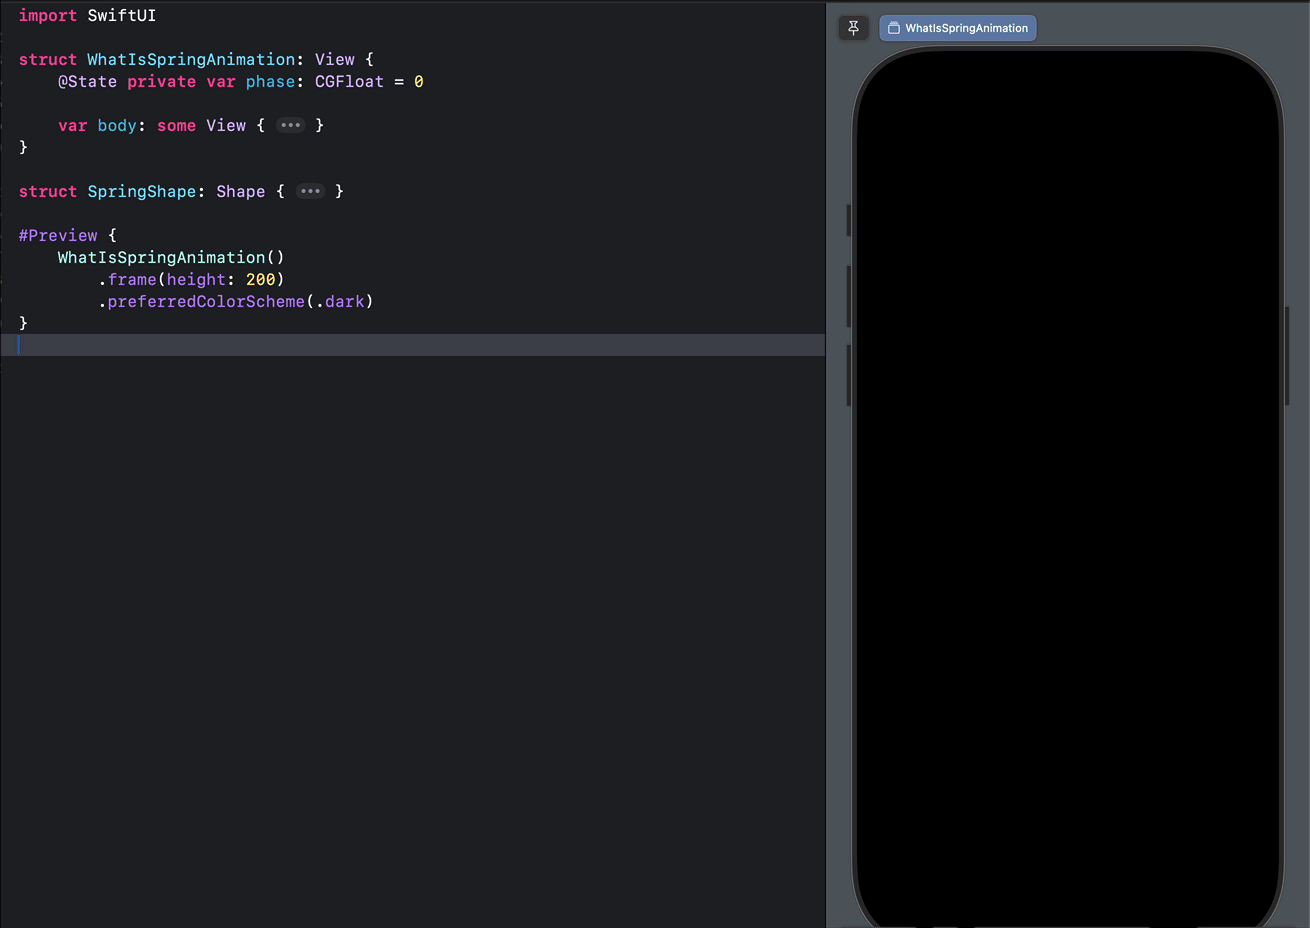 import SwiftUI
struct WhatIsSpringAnimation: View {
@State private var phase: CGFloat = 0
var body: some View { ••• }
}
struct SpringShape: Shape { ••• }
#Preview {
WhatIsSpringAnimation()
.frame(height: 200)
.preferredColorScheme(.dark)
}
WhatIsSpringAnimation